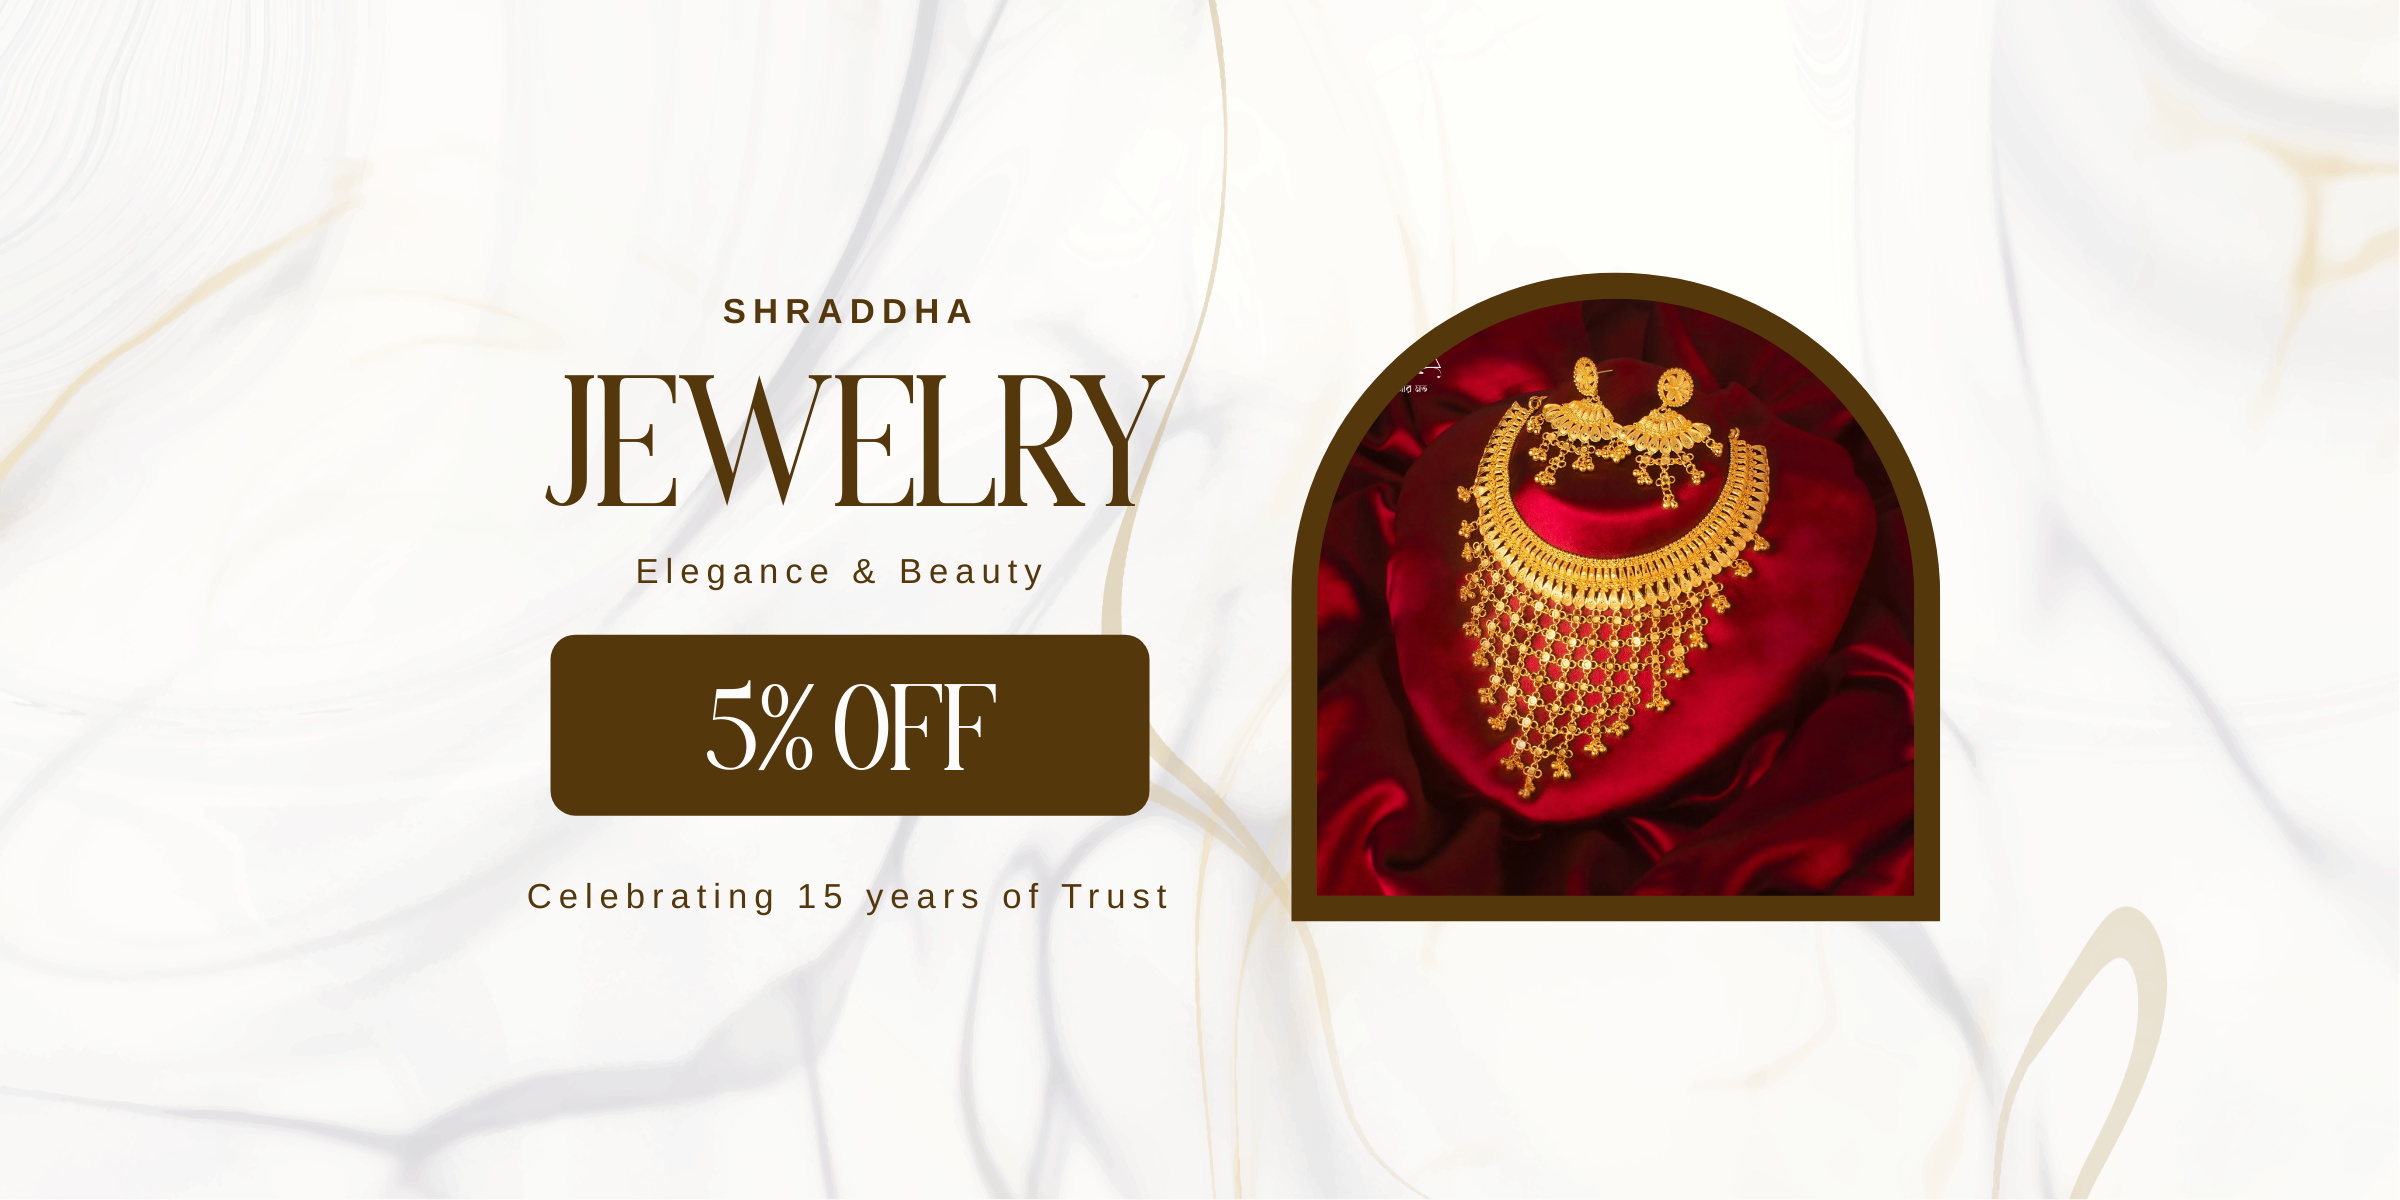 SHRADDHA
JEWELRY
Elegance & Beauty
5% OFF
Celebrating 15 years of Trust